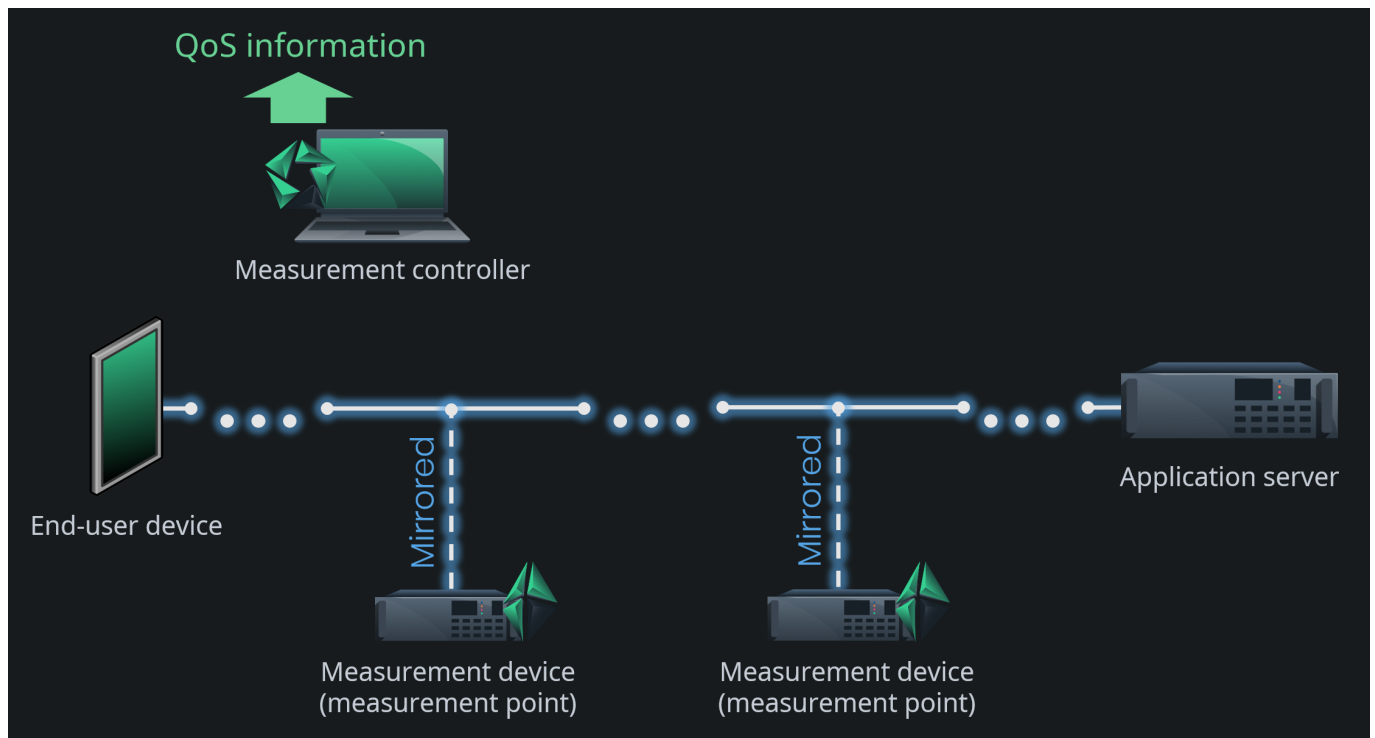 QoS information
Measurement controller
Mirrored
Mirrored
Application server
End-user device
Measurement device
(measurement point)
Measurement device
(measurement point)